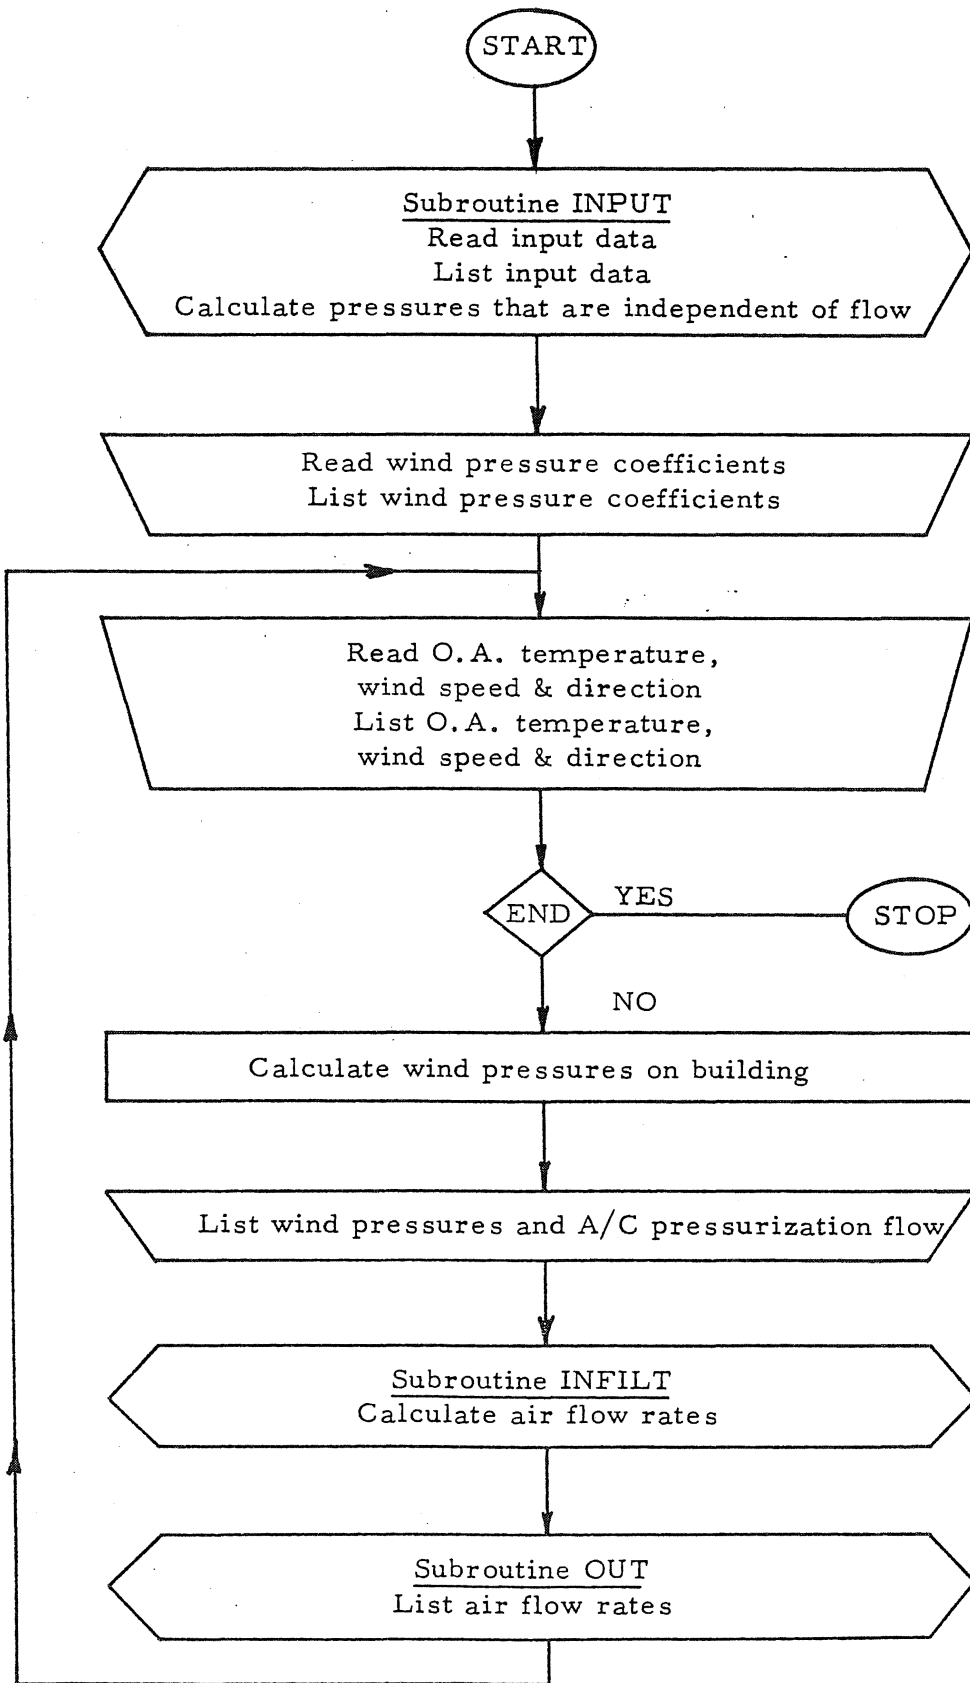 START
Subroutine INPUT
Read input data
List input data
Calculate pressures that are independent of flow
Read wind pressure coefficients
List wind pressure coefficients
Read O.A. temperature,
wind speed & direction
List O.A. temperature,
wind speed & direction
END
YES
STOP
NO
Calculate wind pressures on building
List wind pressures and A/C pressurization flow
Subroutine INFILT
Calculate air flow rates
Subroutine OUT
List air flow rates